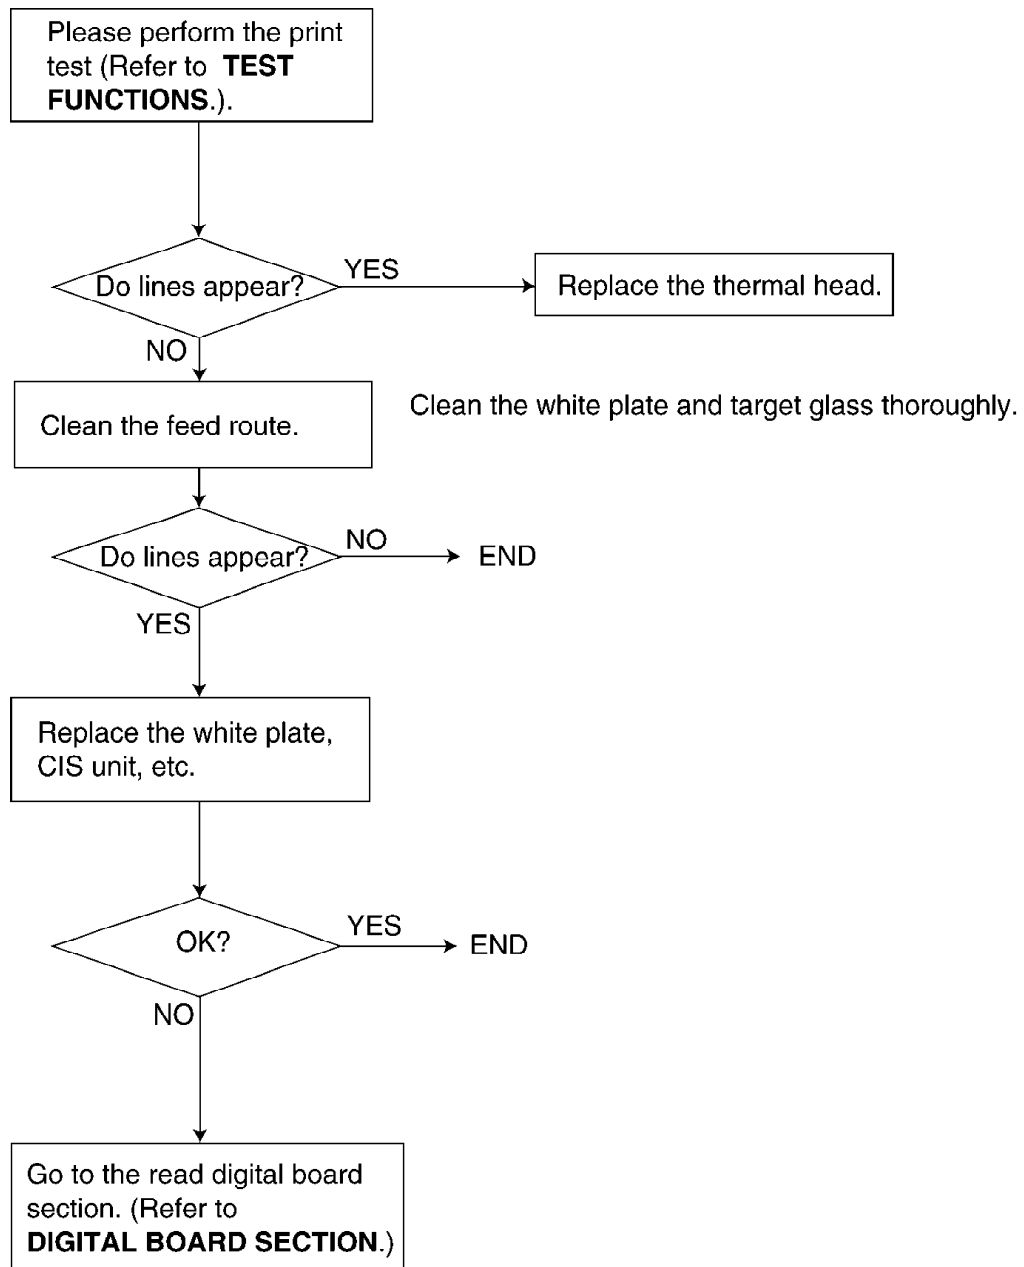 Please perform the print
test (Refer to TEST
FUNCTIONS.).
Do lines appear?
YES
Replace the thermal head.
NO
Clean the feed route.
Clean the white plate and target glass thoroughly.
Do lines appear?
NO
END
YES
Replace the white plate,
CIS unit, etc.
OK?
YES
END
NO
Go to the read digital board
section. (Refer to
DIGITAL BOARD SECTION.)